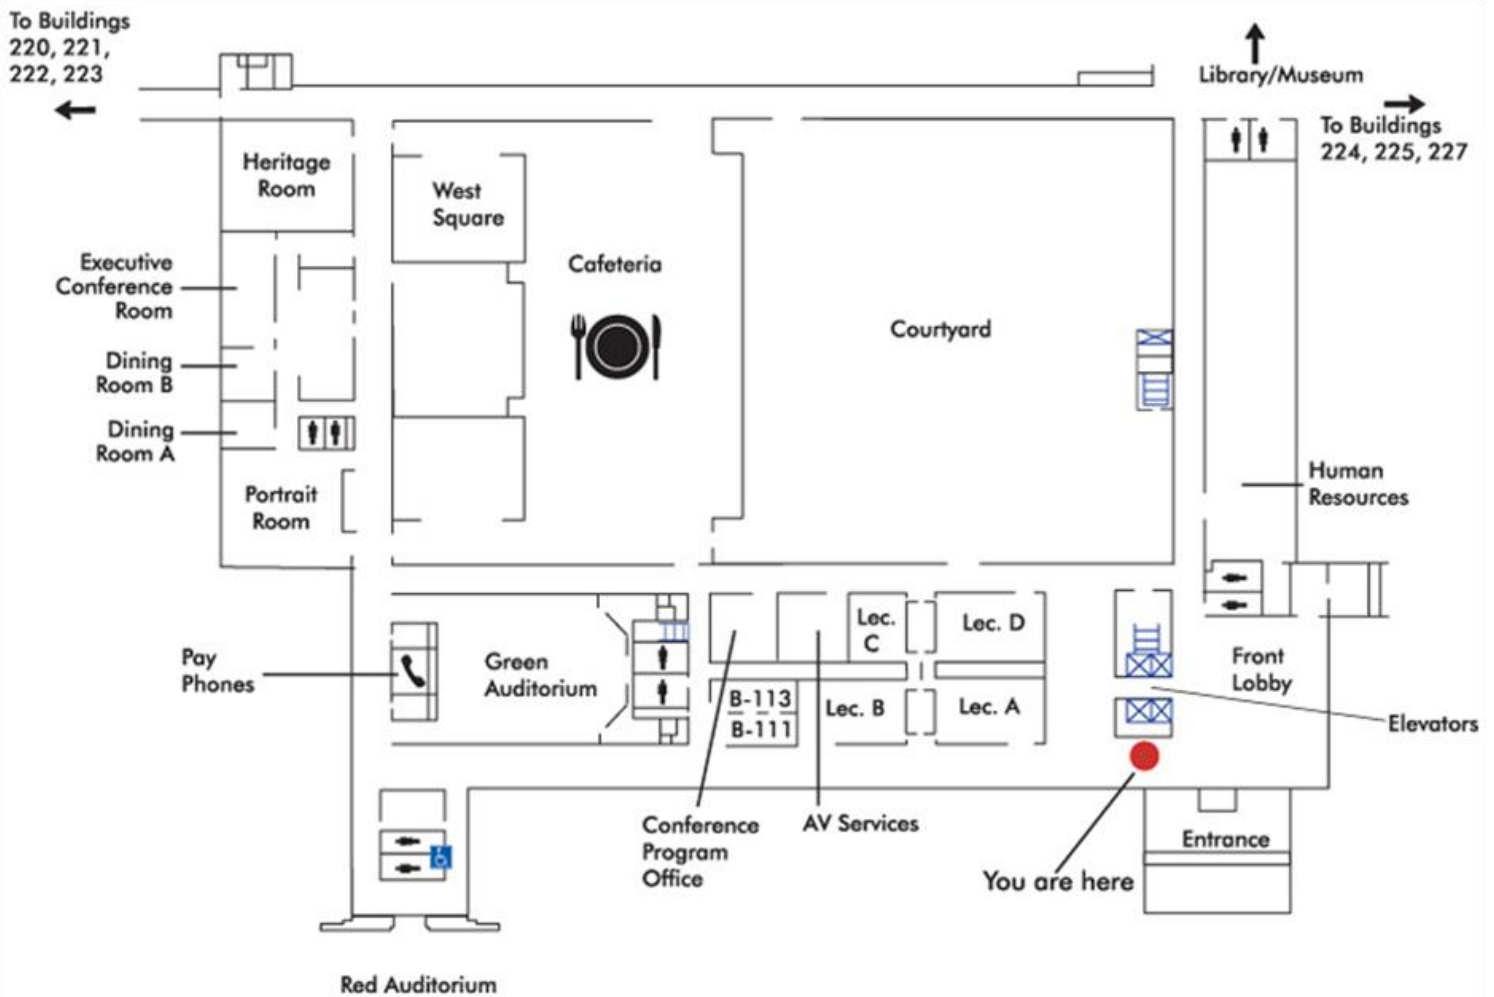 To Buildings
220, 221,
222, 223
Library/Museum
To Buildings
224, 225, 227
Heritage
Room
West
Square
Executive
Conference
Room
Cafeteria
Courtyard
Dining
Room B
Dining
Room A
Portrait
Room
Human
Resources
Pay
Phones
Green
Auditorium
Lec.
C
Lec. D
B-113
B-111
Lec. B
Lec. A
Front
Lobby
Elevators
Conference
Program
Office
AV Services
Entrance
You are here
Red Auditorium